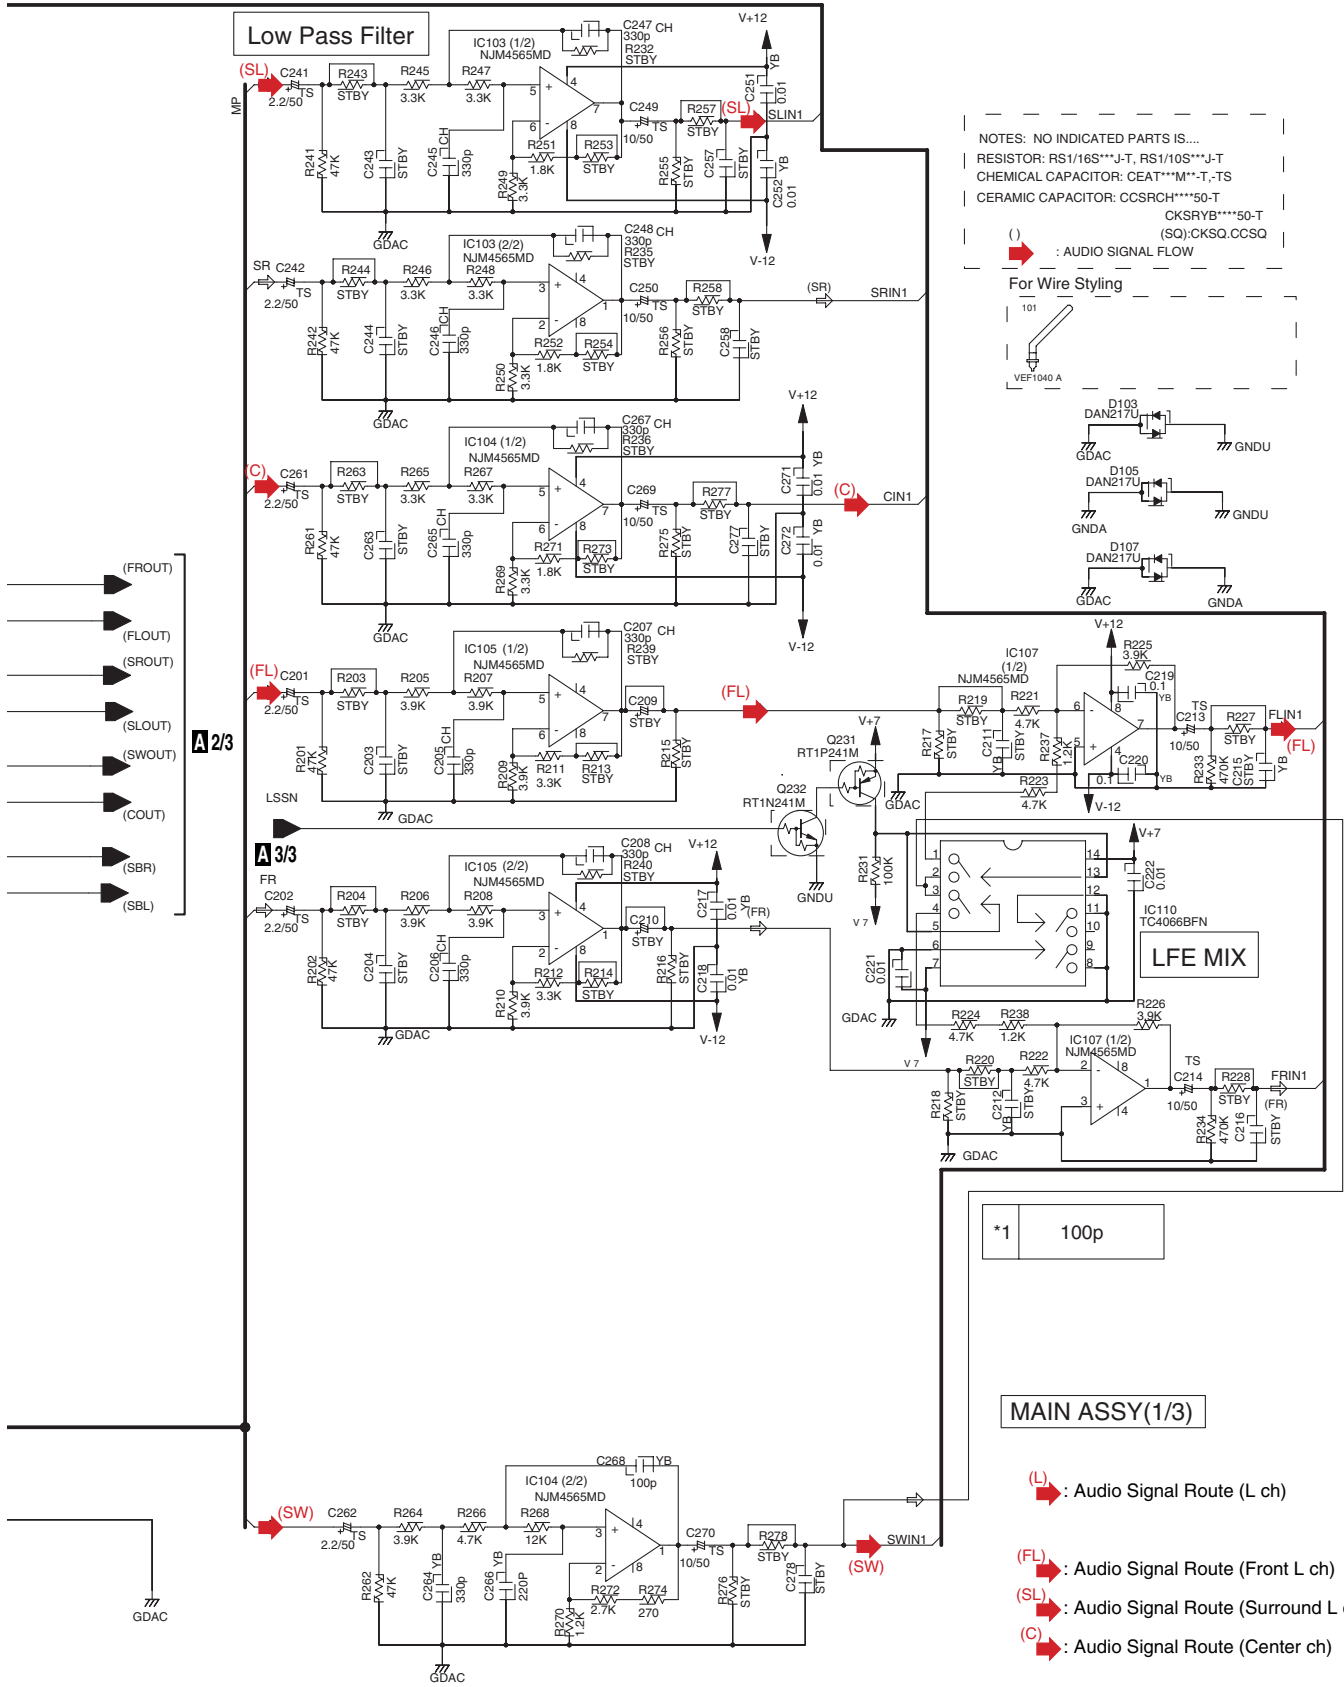 Low Pass Filter
(SL)
MP
C241
TS
2.2/50
R243
STBY
R245
3.3K
R247
3.3K
IC103 (1/2)
NJM4565MD
C247 CH
330p
R232
STBY
V+12
YB
C251
0.01
C249
TS
10/50
R257
STBY
(SL)
SLIN1
R241
47K
C243
STBY
C245
CH
330p
R251
1.8K
R253
STBY
R249
3.3K
R255
STBY
C257
STBY
YB
C252
0.01
V-12
GDAC
NOTES: NO INDICATED PARTS IS....
RESISTOR: RS1/16S***J-T, RS1/10S***J-T
CHEMICAL CAPACITOR: CEAT***M**-T,-TS
CERAMIC CAPACITOR: CCSRCH****50-T
CKSRYB****50-T
(SQ):CKSQ.CCSQ
( )
: AUDIO SIGNAL FLOW
For Wire Styling
101
VEF1040 A
SR C242
TS
2.2/50
R244
STBY
R246
3.3K
R248
3.3K
IC103 (2/2)
NJM4565MD
C248 CH
330p
R235
STBY
C250
TS
10/50
R258
STBY
(SR)
SRIN1
R242
47K
C244
STBY
C246
CH
330p
R252
1.8K
R254
STBY
R250
3.3K
R256
STBY
C258
STBY
GDAC
D103
DAN217U
GDAC
GNDU
D105
DAN217U
GNDA
GNDU
D107
DAN217U
GDAC
GNDA
(C)
C261
TS
2.2/50
R263
STBY
R265
3.3K
R267
3.3K
IC104 (1/2)
NJM4565MD
C267 CH
330p
R236
STBY
V+12
C271
0.01 YB
C269
TS
10/50
R277
STBY
(C)
CIN1
R261
47K
C263
STBY
C265
CH
330p
R271
1.8K
R273
STBY
R269
3.3K
R275
STBY
C277
STBY
C272
0.01 YB
V-12
GDAC
(FROUT)
(FLOUT)
(SROUT)
(SLOUT)
(SWOUT)
(COUT)
(SBR)
(SBL)
A 2/3
(FL)
C201
TS
2.2/50
R203
STBY
R205
3.9K
R207
3.9K
IC105 (1/2)
NJM4565MD
C207 CH
330p
R239
STBY
C209
STBY
(FL)
R201
47K
C203
STBY
C205
CH
330p
R209
3.9K
R211
3.3K
R213
STBY
R215
STBY
GDAC
IC107
(1/2)
NJM4565MD
V+12
R225
3.9K
C219
0.1
YB
R219
STBY
R221
4.7K
R217
STBY
C211
YB
STBY
R237
1.2K
TS
C213
10/50
R227
STBY
FLIN1
(FL)
R233
470K
C215
STBY
YB
C220
0.1
YB
V-12
R223
4.7K
GDAC
LSSN
A 3/3
V+7
Q231
RT1P241M
Q232
RT1N241M
GNDU
R231
100K
V 7
1
2
3
4
5
6
7
14
13
12
11
10
9
8
V+7
C222
0.01
IC110
TC4066BFN
LFE MIX
C221
0.01
GDAC
V 7
FR
C202
TS
2.2/50
R204
STBY
R206
3.9K
R208
3.9K
IC105 (2/2)
NJM4565MD
C208 CH
330p
R240
STBY
V+12
C217
0.01
YB
C210
STBY
(FR)
R202
47K
C204
STBY
C206
CH
330p
R210
3.9K
R212
3.3K
R214
STBY
R216
STBY
C218
0.01
YB
V-12
GDAC
R224
4.7K
R238
1.2K
R226
3.9K
IC107 (1/2)
NJM4565MD
R220
STBY
R222
4.7K
R218
STBY
C212
YB
STBY
TS
C214
10/50
R228
STBY
FRIN1
(FR)
R234
470K
C216
STBY
GDAC
*1 100p
MAIN ASSY(1/3)
(SW)
C262
TS
2.2/50
R264
3.9K
R266
4.7K
R268
12K
IC104 (2/2)
NJM4565MD
C268 YB
100p
C270
TS
10/50
R278
STBY
(SW)
SWIN1
R262
47K
C264
YB
330p
C266
YB
220P
R270
1.2K
R272
2.7K
R274
270
R276
STBY
C278
STBY
GDAC
GDAC
(L)
: Audio Signal Route (L ch)
(FL)
: Audio Signal Route (Front L ch)
(SL)
: Audio Signal Route (Surround L
(C)
: Audio Signal Route (Center ch)